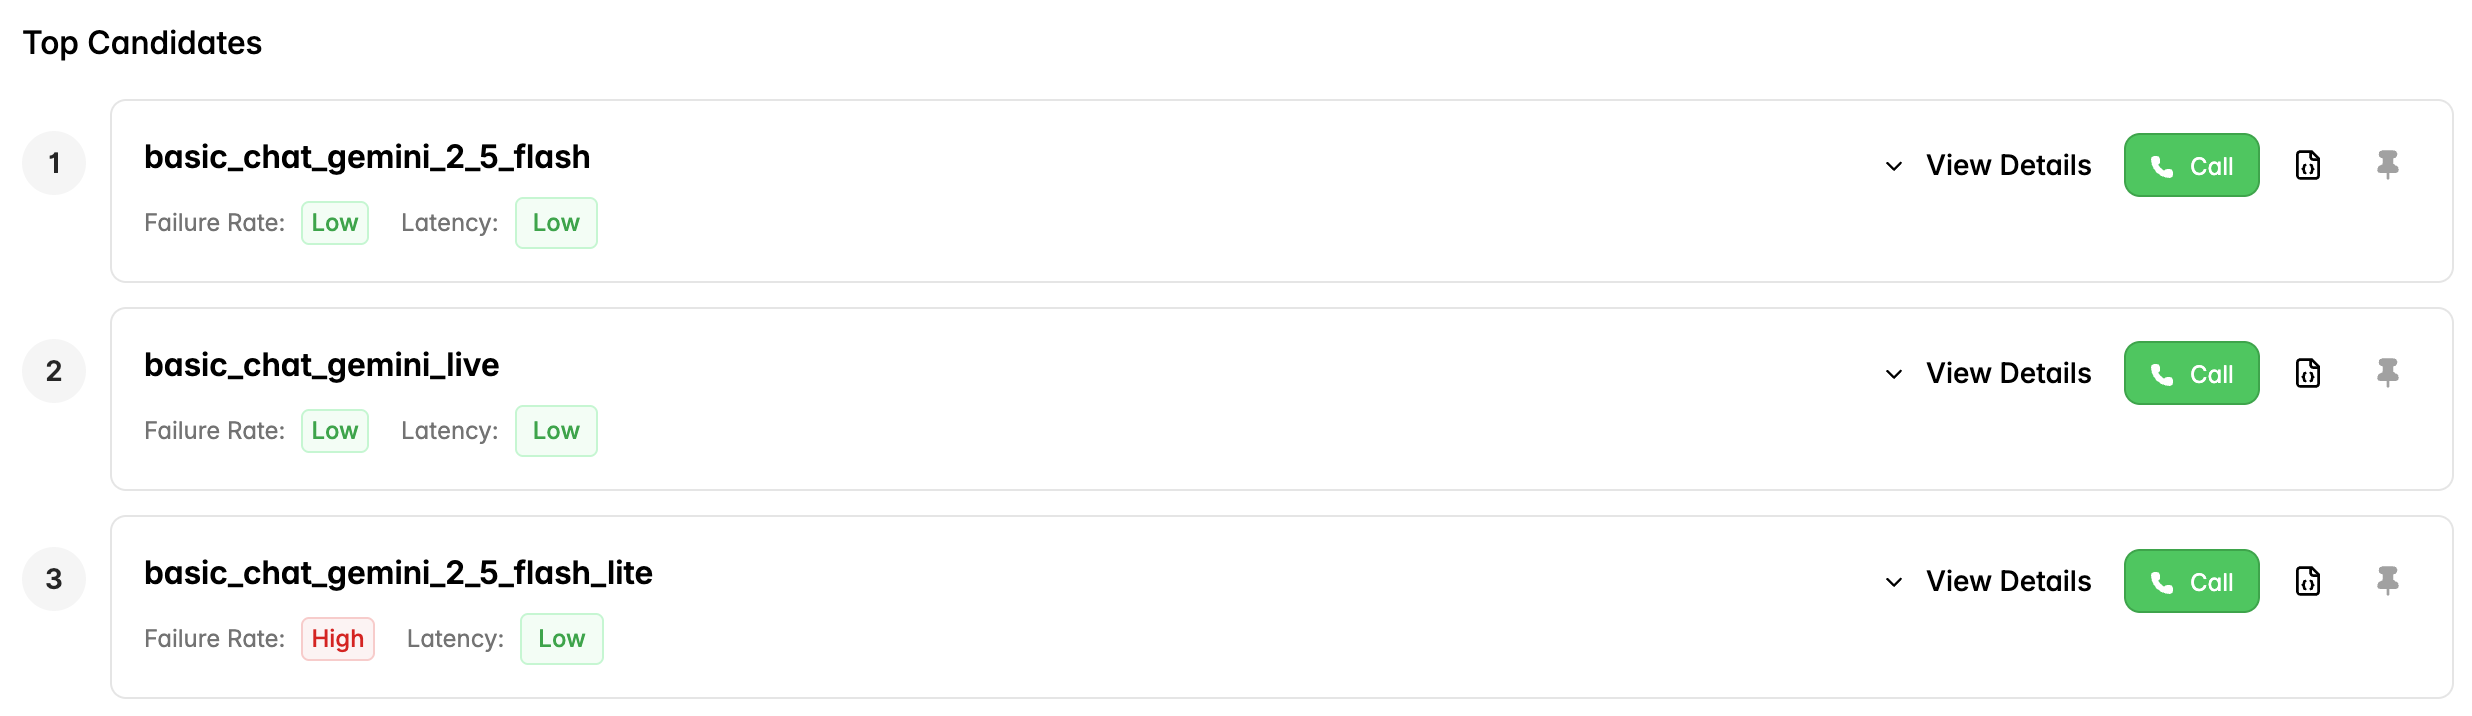 Top Candidates
1
basic_chat_gemini_2_5_flash
View Details
Call
Failure Rate: Low Latency: Low
2
basic_chat_gemini_live
View Details
Call
Failure Rate: Low Latency: Low
3
basic_chat_gemini_2_5_flash_lite
View Details
Call
Failure Rate: High Latency: Low